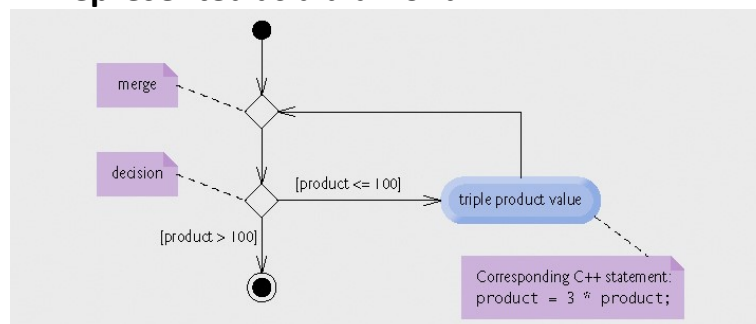 merge
decision
[product <= 100]
triple product value
[product > 100]
Corresponding C++ statement:
product = 3 * product;